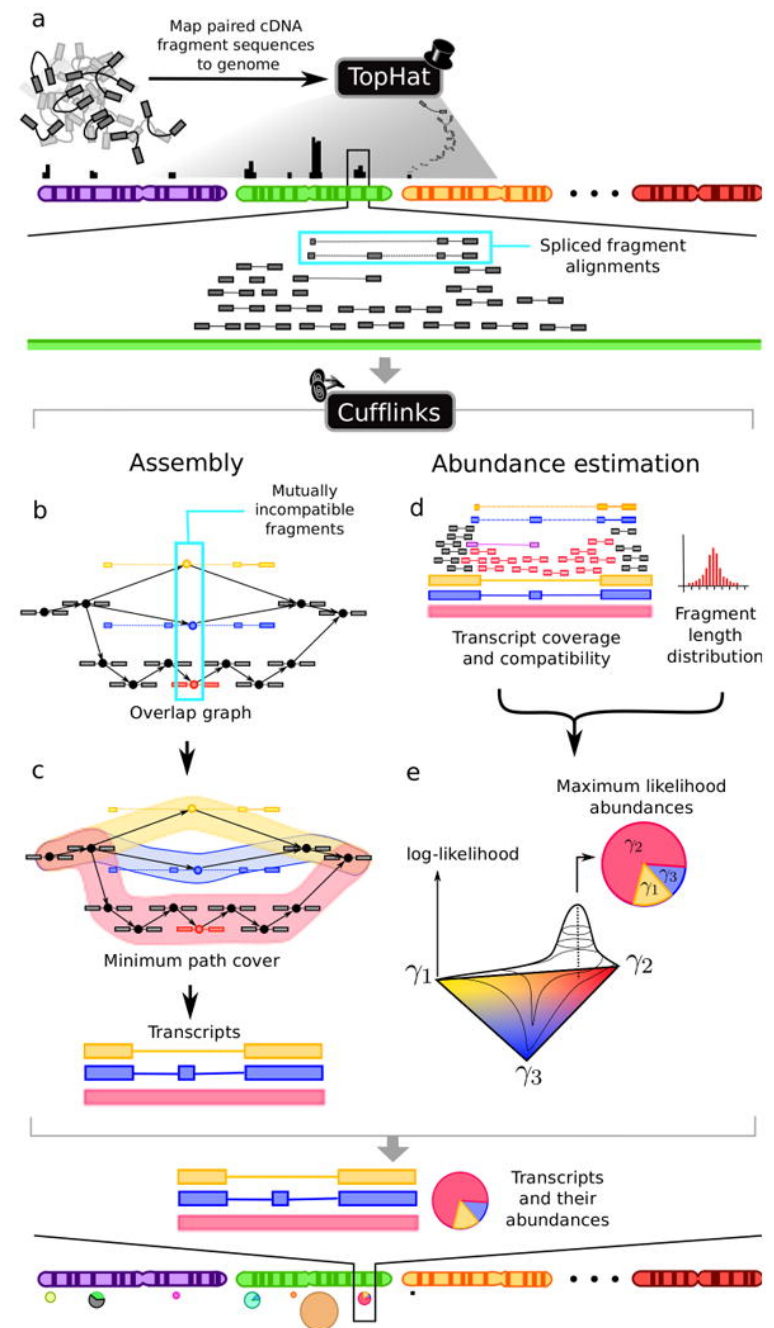 a
Map paired cDNA
fragment sequences
to genome
TopHat
Spliced fragment
alignments
Cufflinks
Assembly
Abundance estimation
b
Mutually
incompatible
fragments
Overlap graph
d
Transcript coverage
and compatibility
Fragment
length
distribution
c
Minimum path cover
Transcripts
e
Maximum likelihood
abundances
γ2
γ3
γ1
log-likelihood
γ1
γ2
γ3
Transcripts
and their
abundances